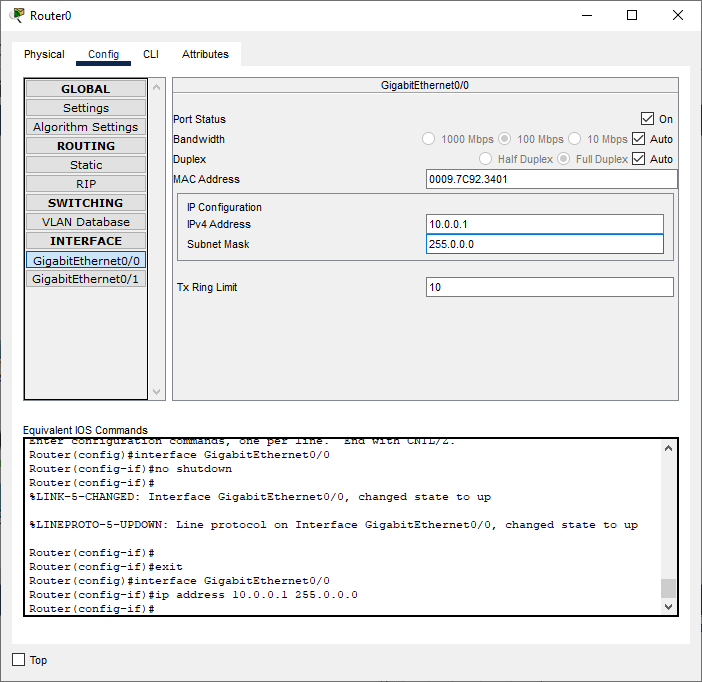 Router0
Physical Config CLI Attributes
GLOBAL
Settings
Algorithm Settings
ROUTING
Static
RIP
SWITCHING
VLAN Database
INTERFACE
GigabitEthernet0/0
GigabitEthernet0/1
GigabitEthernet0/0
Port Status On
Bandwidth 1000 Mbps 100 Mbps 10 Mbps Auto
Duplex Half Duplex Full Duplex Auto
MAC Address 0009.7C92.3401
IP Configuration
IPv4 Address 10.0.0.1
Subnet Mask 255.0.0.0
Tx Ring Limit 10
Equivalent IOS Commands
Enter configuration commands, one per line. End with CNTL/Z.
Router(config)#interface GigabitEthernet0/0
Router(config-if)#no shutdown
Router(config-if)#
%LINK-5-CHANGED: Interface GigabitEthernet0/0, changed state to up
%LINEPROTO-5-UPDOWN: Line protocol on Interface GigabitEthernet0/0, changed state to up
Router(config-if)#
Router(config-if)#exit
Router(config)#interface GigabitEthernet0/0
Router(config-if)#ip address 10.0.0.1 255.0.0.0
Router(config-if)#
Top